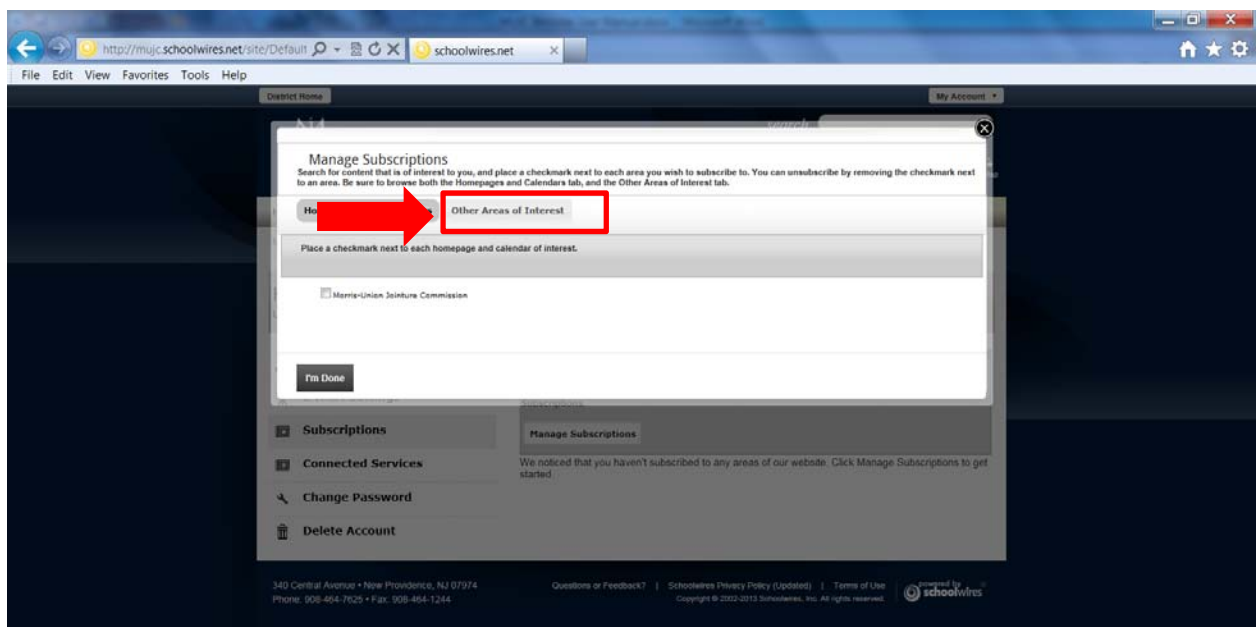 http://mujc.schoolwires.net/site/Default
schoolwires.net
File Edit View Favorites Tools Help
District Home
My Account
search
Manage Subscriptions
Search for content that is of interest to you, and place a checkmark next to each area you wish to subscribe to. You can unsubscribe by removing the checkmark next
to an area. Be sure to browse both the Homepages and Calendars tab, and the Other Areas of Interest tab.
Other Areas of Interest
Place a checkmark next to each homepage and calendar of interest.
Morris-Union Jointure Commission
I'm Done
Subscriptions.
Subscriptions
Manage Subscriptions
Connected Services
We noticed that you haven't subscribed to any areas of our website. Click Manage Subscriptions to get
started.
Change Password
Delete Account
340 Central Avenue • New Providence, NJ 07974
Phone: 908-464-7625 • Fax: 908-464-1244
Questions or Feedback? | Schoolwires Privacy Policy (Updated) | Terms of Use
Copyright © 2002-2013 Schoolwires, Inc. All rights reserved.
powered by
schoolwires